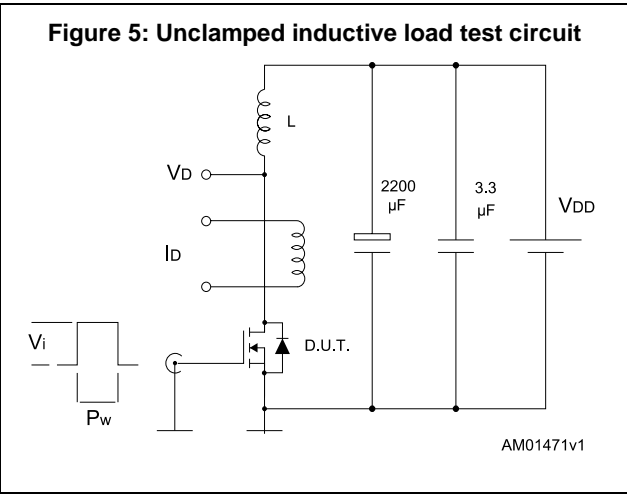 Figure 5: Unclamped inductive load test circuit
L
VD
2200
µF
3.3
µF
VDD
ID
Vi
D.U.T.
Pw
AM01471v1